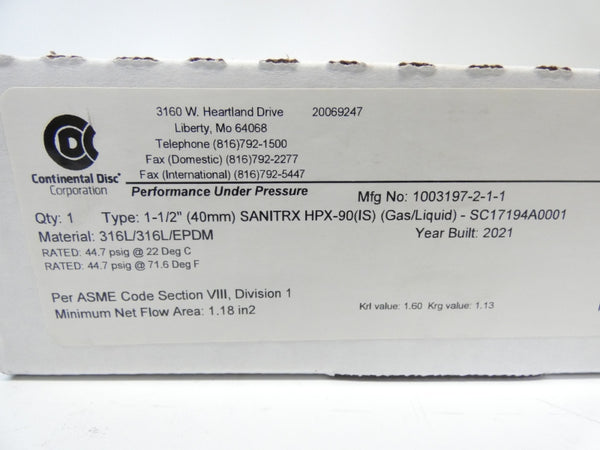 3160 W. Heartland Drive 20069247
Liberty, Mo 64068
Telephone (816)792-1500
Fax (Domestic) (816)792-2277
Fax (International) (816)792-5447
CDC
Continental Disc
Corporation
Performance Under Pressure
Mfg No: 1003197-2-1-1
Qty: 1 Type: 1-1/2" (40mm) SANITRX HPX-90(IS) (Gas/Liquid) - SC17194A0001
Material: 316L/316L/EPDM Year Built: 2021
RATED: 44.7 psig @ 22 Deg C
RATED: 44.7 psig @ 71.6 Deg F
Per ASME Code Section VIII, Division 1
Minimum Net Flow Area: 1.18 in2 Krl value: 1.60 Krg value: 1.13